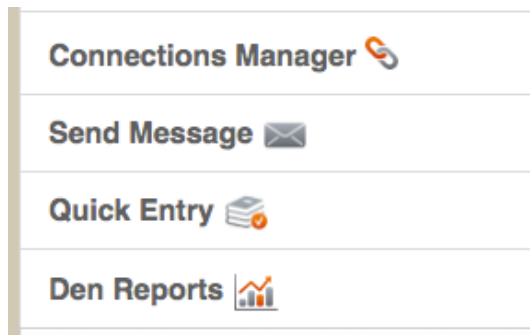 Connections Manager
Send Message
Quick Entry
Den Reports